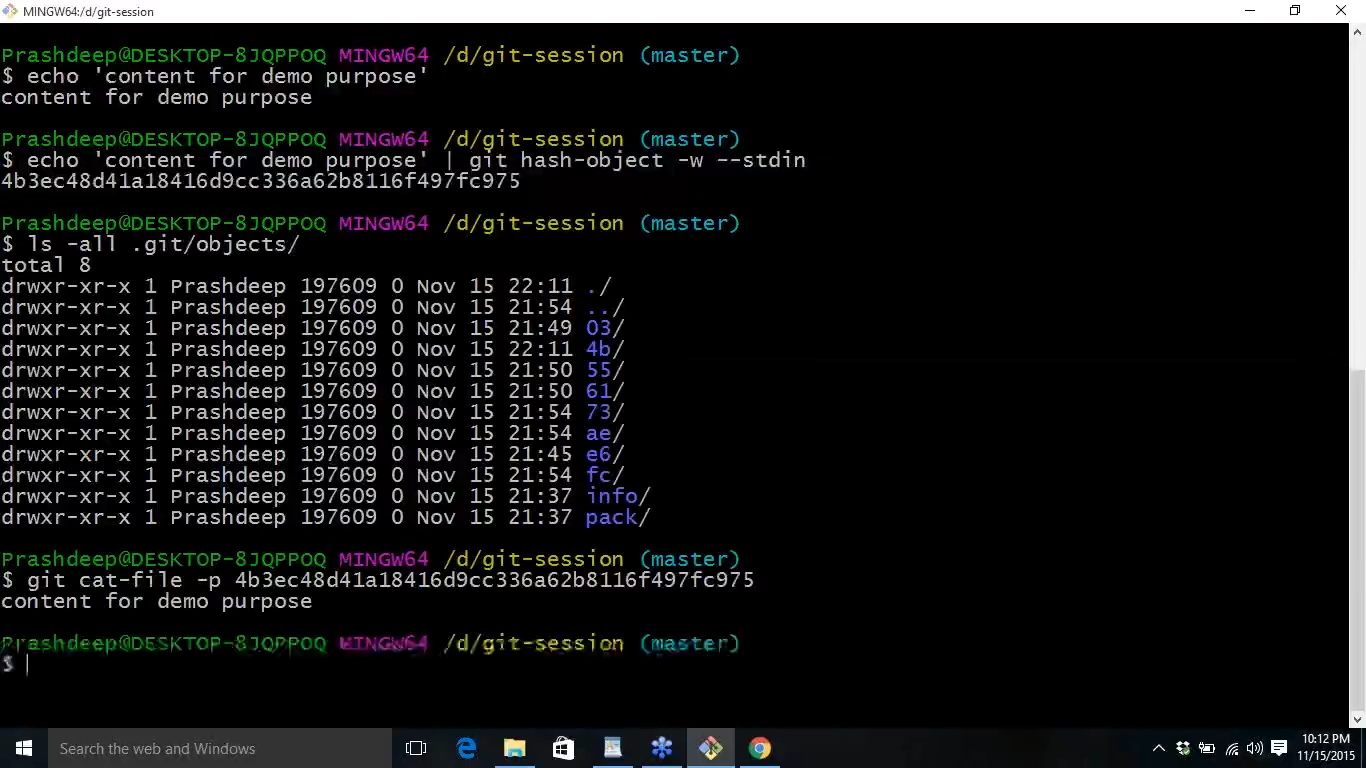 MINGW64:/d/git-session
Prashdeep@DESKTOP-8JQPPOQ MINGW64 /d/git-session (master)
$ echo 'content for demo purpose'
content for demo purpose
Prashdeep@DESKTOP-8JQPPOQ MINGW64 /d/git-session (master)
$ echo 'content for demo purpose' | git hash-object -w --stdin
4b3ec48d41a18416d9cc336a62b8116f497fc975
Prashdeep@DESKTOP-8JQPPOQ MINGW64 /d/git-session (master)
$ ls -all .git/objects/
total 8
drwxr-xr-x 1 Prashdeep 197609 0 Nov 15 22:11 ./
drwxr-xr-x 1 Prashdeep 197609 0 Nov 15 21:54 ../
drwxr-xr-x 1 Prashdeep 197609 0 Nov 15 21:49 03/
drwxr-xr-x 1 Prashdeep 197609 0 Nov 15 22:11 4b/
drwxr-xr-x 1 Prashdeep 197609 0 Nov 15 21:50 55/
drwxr-xr-x 1 Prashdeep 197609 0 Nov 15 21:50 61/
drwxr-xr-x 1 Prashdeep 197609 0 Nov 15 21:54 73/
drwxr-xr-x 1 Prashdeep 197609 0 Nov 15 21:54 ae/
drwxr-xr-x 1 Prashdeep 197609 0 Nov 15 21:45 e6/
drwxr-xr-x 1 Prashdeep 197609 0 Nov 15 21:54 fc/
drwxr-xr-x 1 Prashdeep 197609 0 Nov 15 21:37 info/
drwxr-xr-x 1 Prashdeep 197609 0 Nov 15 21:37 pack/
Prashdeep@DESKTOP-8JQPPOQ MINGW64 /d/git-session (master)
$ git cat-file -p 4b3ec48d41a18416d9cc336a62b8116f497fc975
content for demo purpose
Prashdeep@DESKTOP-8JQPPOQ MINGW64 /d/git-session (master)
$
Search the web and Windows
10:12 PM
11/15/2015